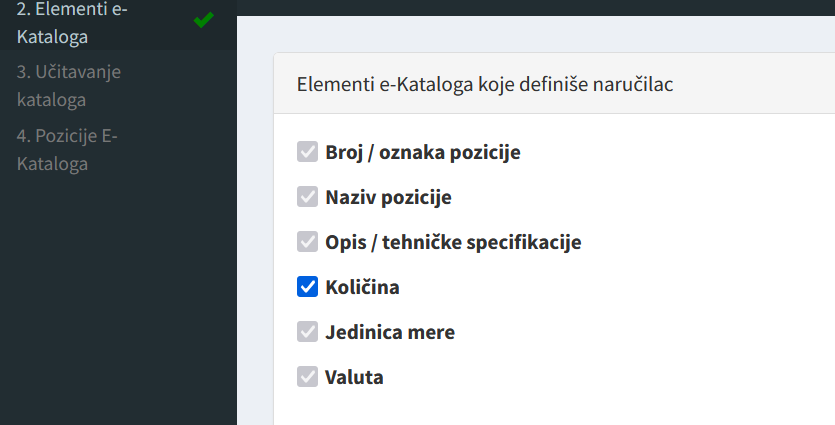 2. Elementi e-
Kataloga
3. Učitavanje
kataloga
4. Pozicije E-
Kataloga
Elementi e-Kataloga koje definiše naručilac
Broj / oznaka pozicije
Naziv pozicije
Opis / tehničke specifikacije
Količina
Jedinica mere
Valuta